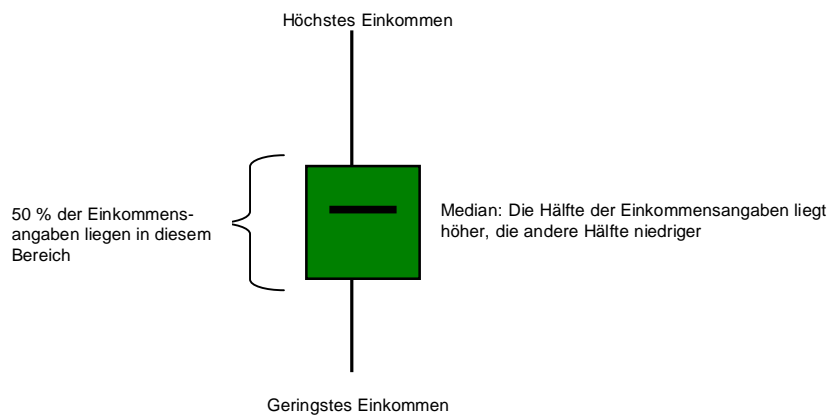 Höchstes Einkommen
50 % der Einkommens-
angaben liegen in diesem
Bereich
Median: Die Hälfte der Einkommensangaben liegt
höher, die andere Hälfte niedriger
Geringstes Einkommen